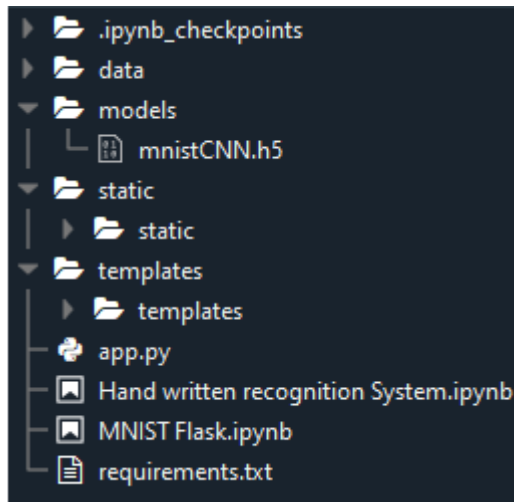 .ipynb_checkpoints
data
models
mnistCNN.h5
static
static
templates
templates
app.py
Hand written recognition System.ipynb
MNIST Flask.ipynb
requirements.txt